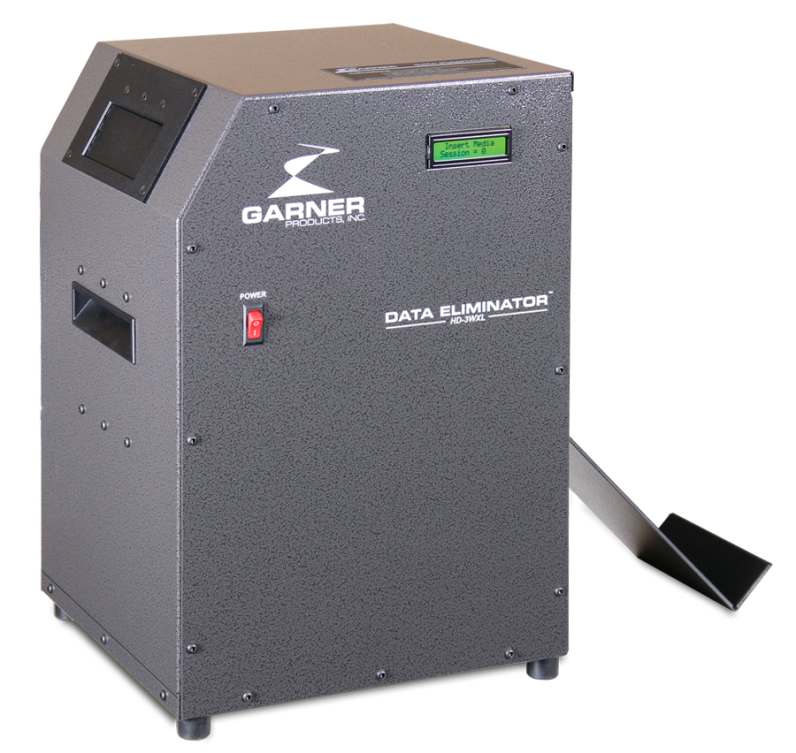 Insert Media
Session = 0
GARNER
PRODUCTS, INC.
POWER
DATA ELIMINATOR™
HD-3WXL